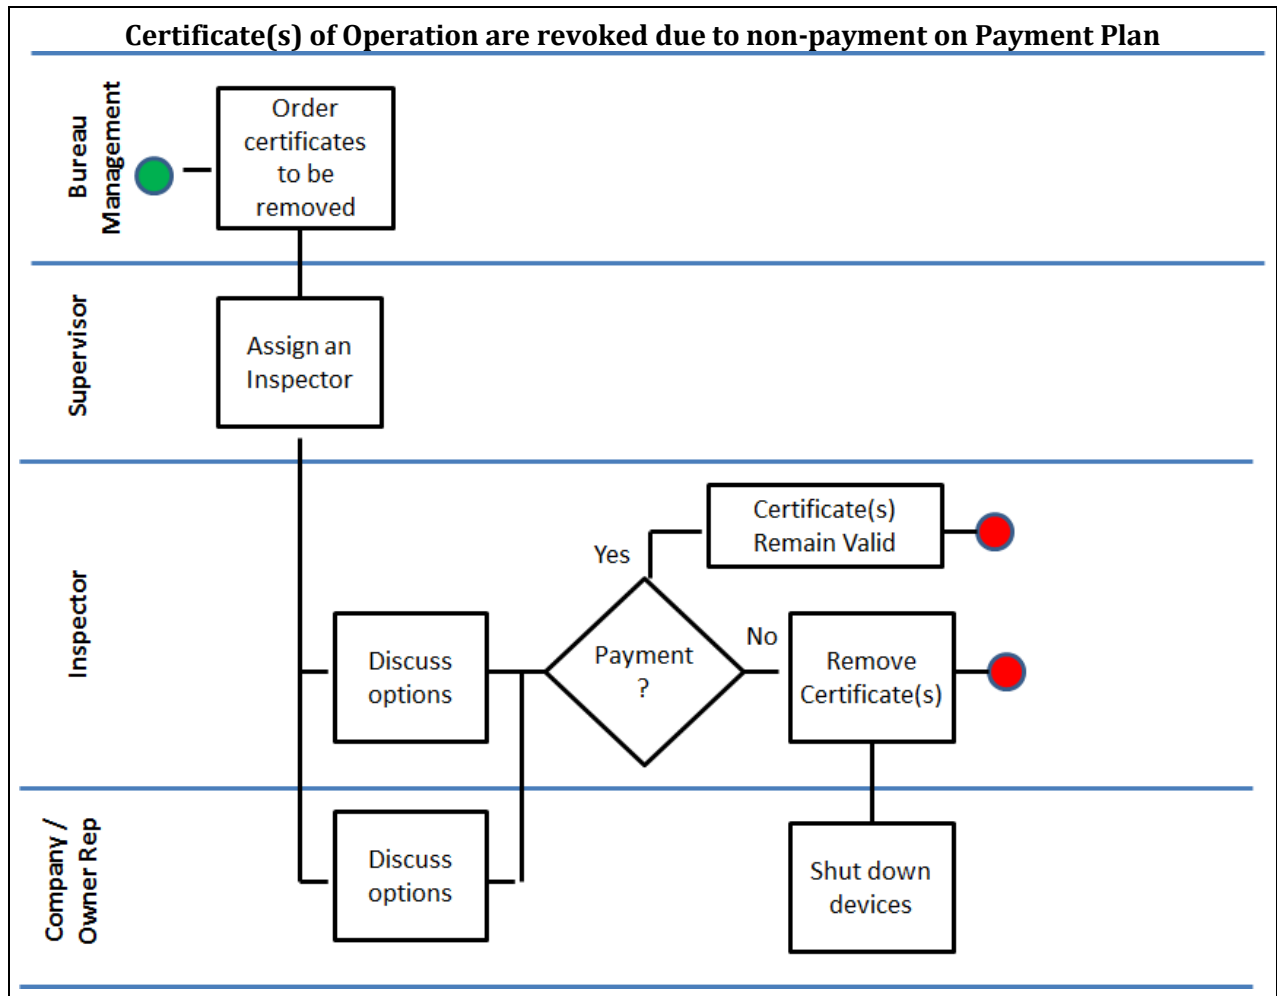 Certificate(s) of Operation are revoked due to non-payment on Payment Plan
Bureau
Management
Order
certificates
to be
removed
Supervisor
Assign an
Inspector
Inspector
Discuss
options
Payment
?
Yes
Certificate(s)
Remain Valid
No
Remove
Certificate(s)
Company /
Owner Rep
Discuss
options
Shut down
devices